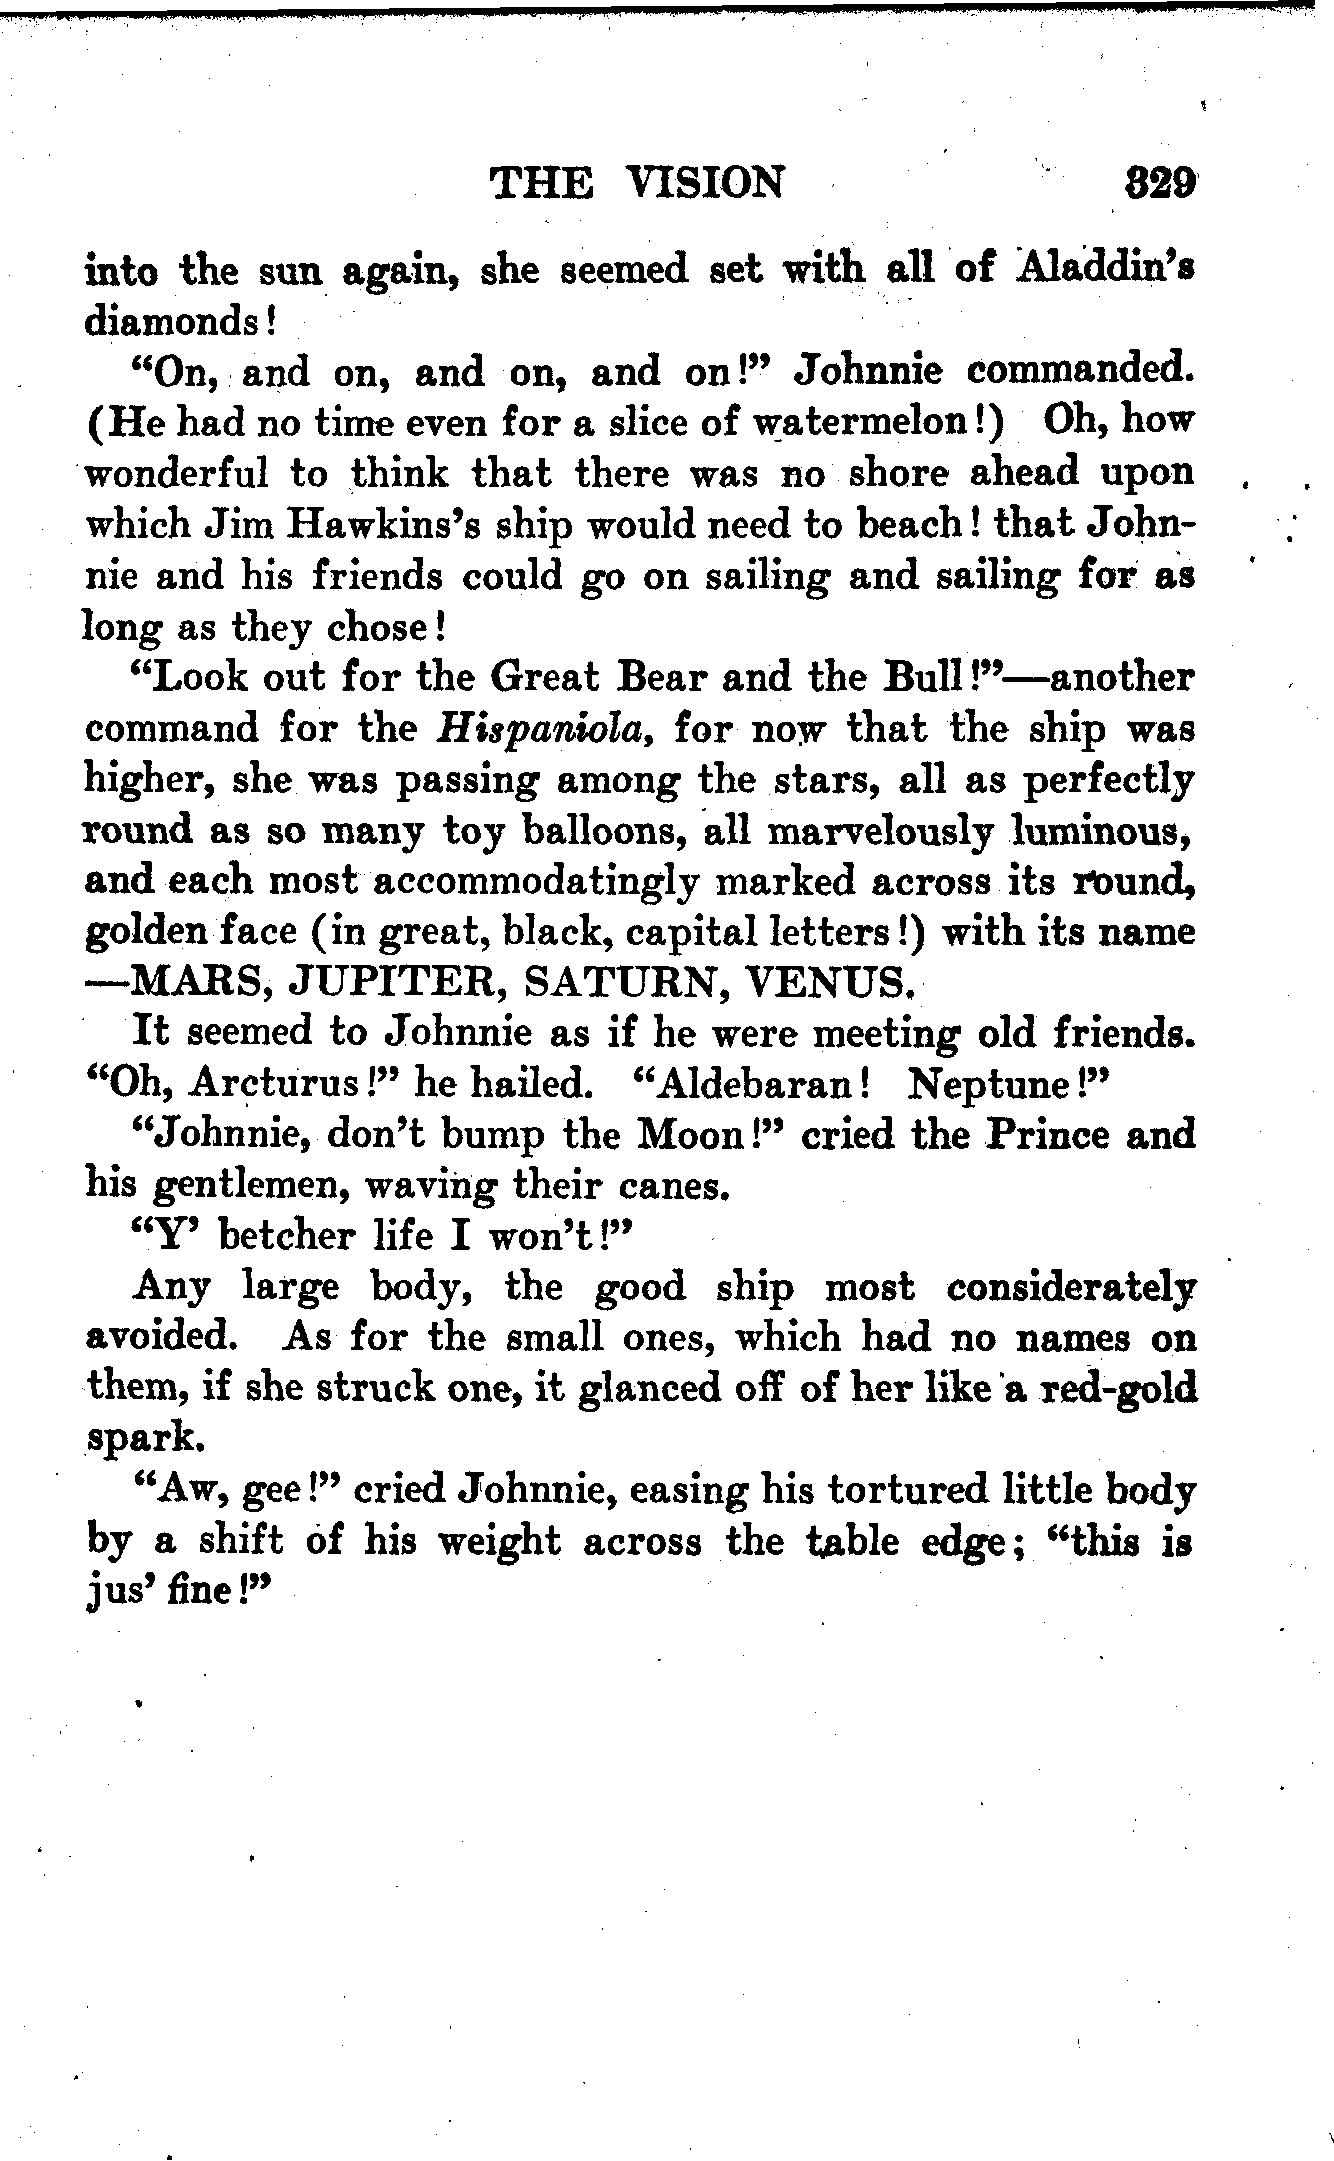 THE VISION 329
into the sun again, she seemed set with all of Aladdin's
diamonds!
"On, and on, and on, and on!" Johnnie commanded.
(He had no time even for a slice of watermelon!) Oh, how
wonderful to think that there was no shore ahead upon
which Jim Hawkins's ship would need to beach! that John-
nie and his friends could go on sailing and sailing for as
long as they chose!
"Look out for the Great Bear and the Bull!"—another
command for the Hispaniola, for now that the ship was
higher, she was passing among the stars, all as perfectly
round as so many toy balloons, all marvelously luminous,
and each most accommodatingly marked across its round,
golden face (in great, black, capital letters!) with its name
—MARS, JUPITER, SATURN, VENUS.
It seemed to Johnnie as if he were meeting old friends.
"Oh, Arcturus!" he hailed. "Aldebaran! Neptune!"
"Johnnie, don't bump the Moon!" cried the Prince and
his gentlemen, waving their canes.
"Y' betcher life I won't!"
Any large body, the good ship most considerately
avoided. As for the small ones, which had no names on
them, if she struck one, it glanced off of her like a red-gold
spark.
"Aw, gee!" cried Johnnie, easing his tortured little body
by a shift of his weight across the table edge; "this is
jus' fine!"